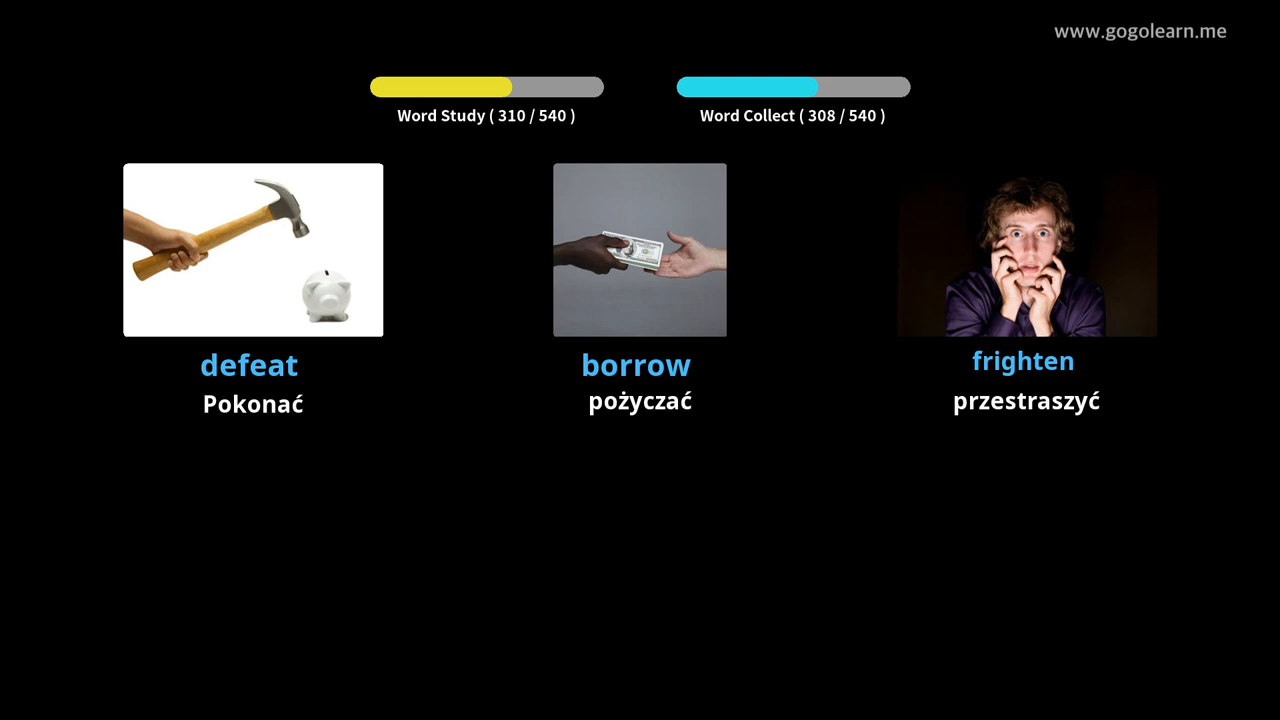 www.gogolearn.me
Word Study ( 310 / 540 )
Word Collect ( 308 / 540 )
defeat
borrow
frighten
Pokonać
pożyczać
przestraszyć